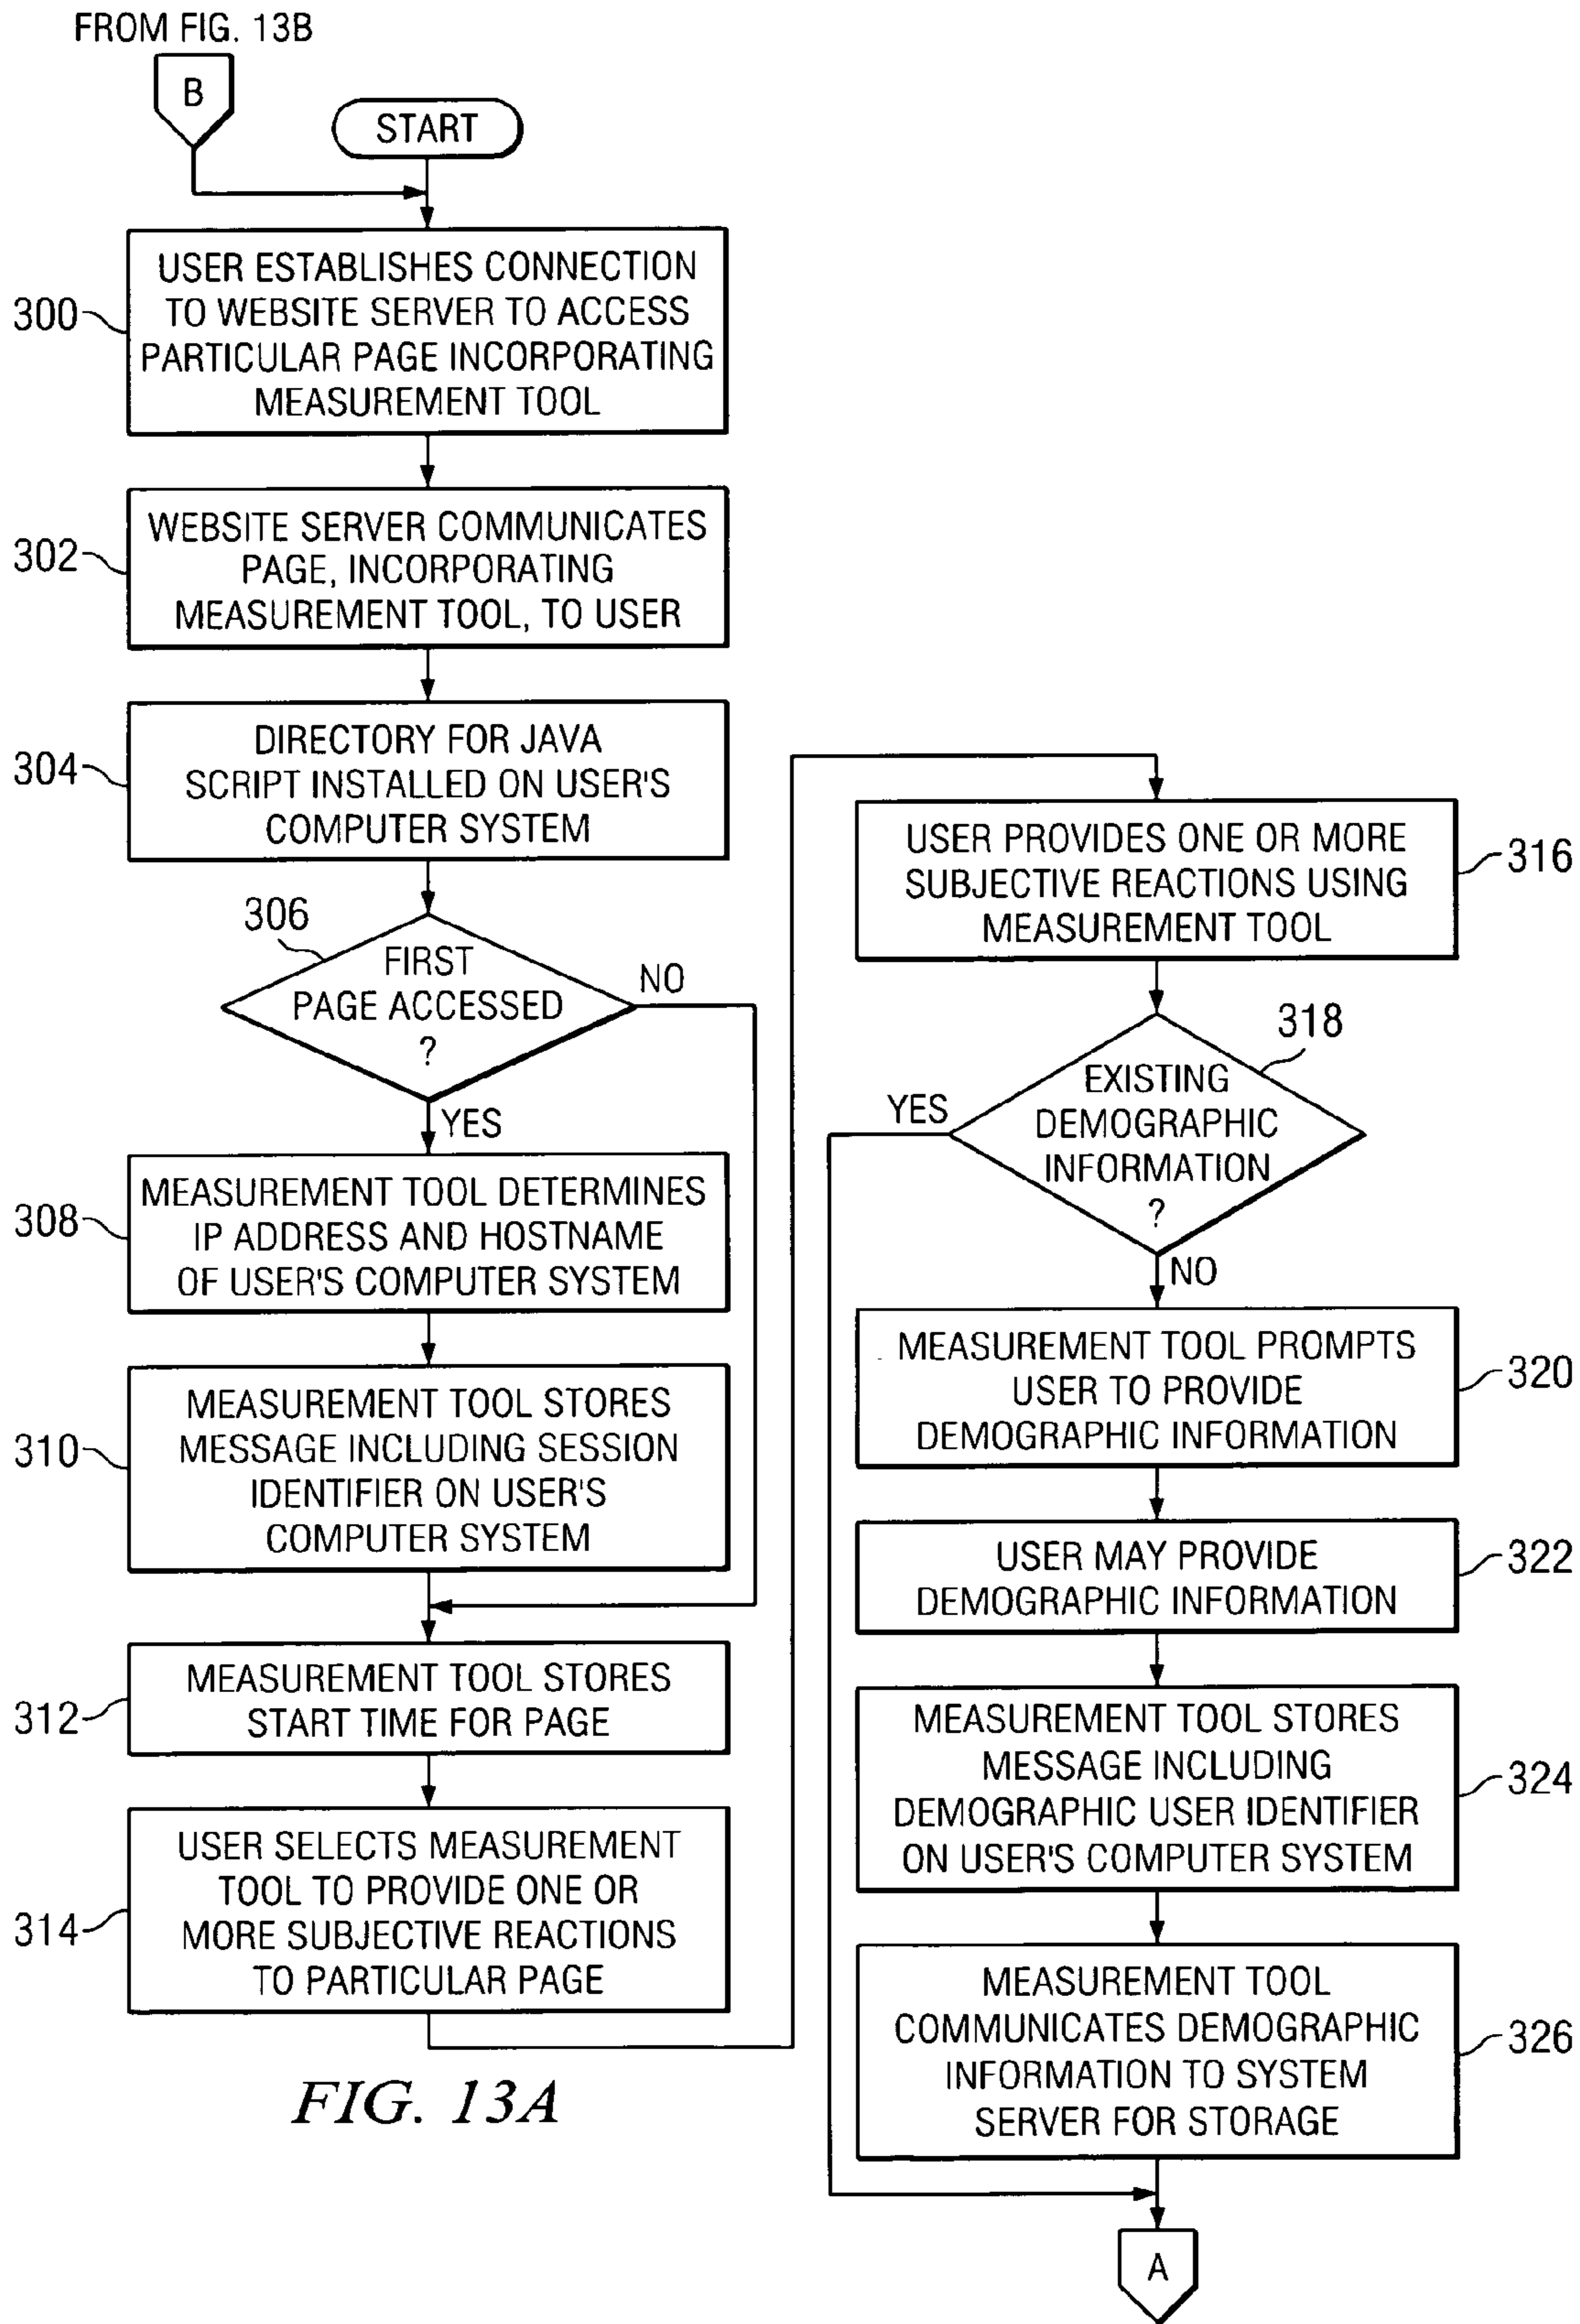 FROM FIG. 13B
B
START
300
USER ESTABLISHES CONNECTION
TO WEBSITE SERVER TO ACCESS
PARTICULAR PAGE INCORPORATING
MEASUREMENT TOOL
302
WEBSITE SERVER COMMUNICATES
PAGE, INCORPORATING
MEASUREMENT TOOL, TO USER
304
DIRECTORY FOR JAVA
SCRIPT INSTALLED ON USER'S
COMPUTER SYSTEM
306
FIRST
PAGE ACCESSED
?
NO
YES
308
MEASUREMENT TOOL DETERMINES
IP ADDRESS AND HOSTNAME
OF USER'S COMPUTER SYSTEM
310
MEASUREMENT TOOL STORES
MESSAGE INCLUDING SESSION
IDENTIFIER ON USER'S
COMPUTER SYSTEM
312
MEASUREMENT TOOL STORES
START TIME FOR PAGE
314
USER SELECTS MEASUREMENT
TOOL TO PROVIDE ONE OR
MORE SUBJECTIVE REACTIONS
TO PARTICULAR PAGE
FIG. 13A
USER PROVIDES ONE OR MORE
SUBJECTIVE REACTIONS USING
MEASUREMENT TOOL
316
318
EXISTING
DEMOGRAPHIC
INFORMATION
?
YES
NO
MEASUREMENT TOOL PROMPTS
USER TO PROVIDE
DEMOGRAPHIC INFORMATION
320
USER MAY PROVIDE
DEMOGRAPHIC INFORMATION
322
MEASUREMENT TOOL STORES
MESSAGE INCLUDING
DEMOGRAPHIC USER IDENTIFIER
ON USER'S COMPUTER SYSTEM
324
MEASUREMENT TOOL
COMMUNICATES DEMOGRAPHIC
INFORMATION TO SYSTEM
SERVER FOR STORAGE
326
A